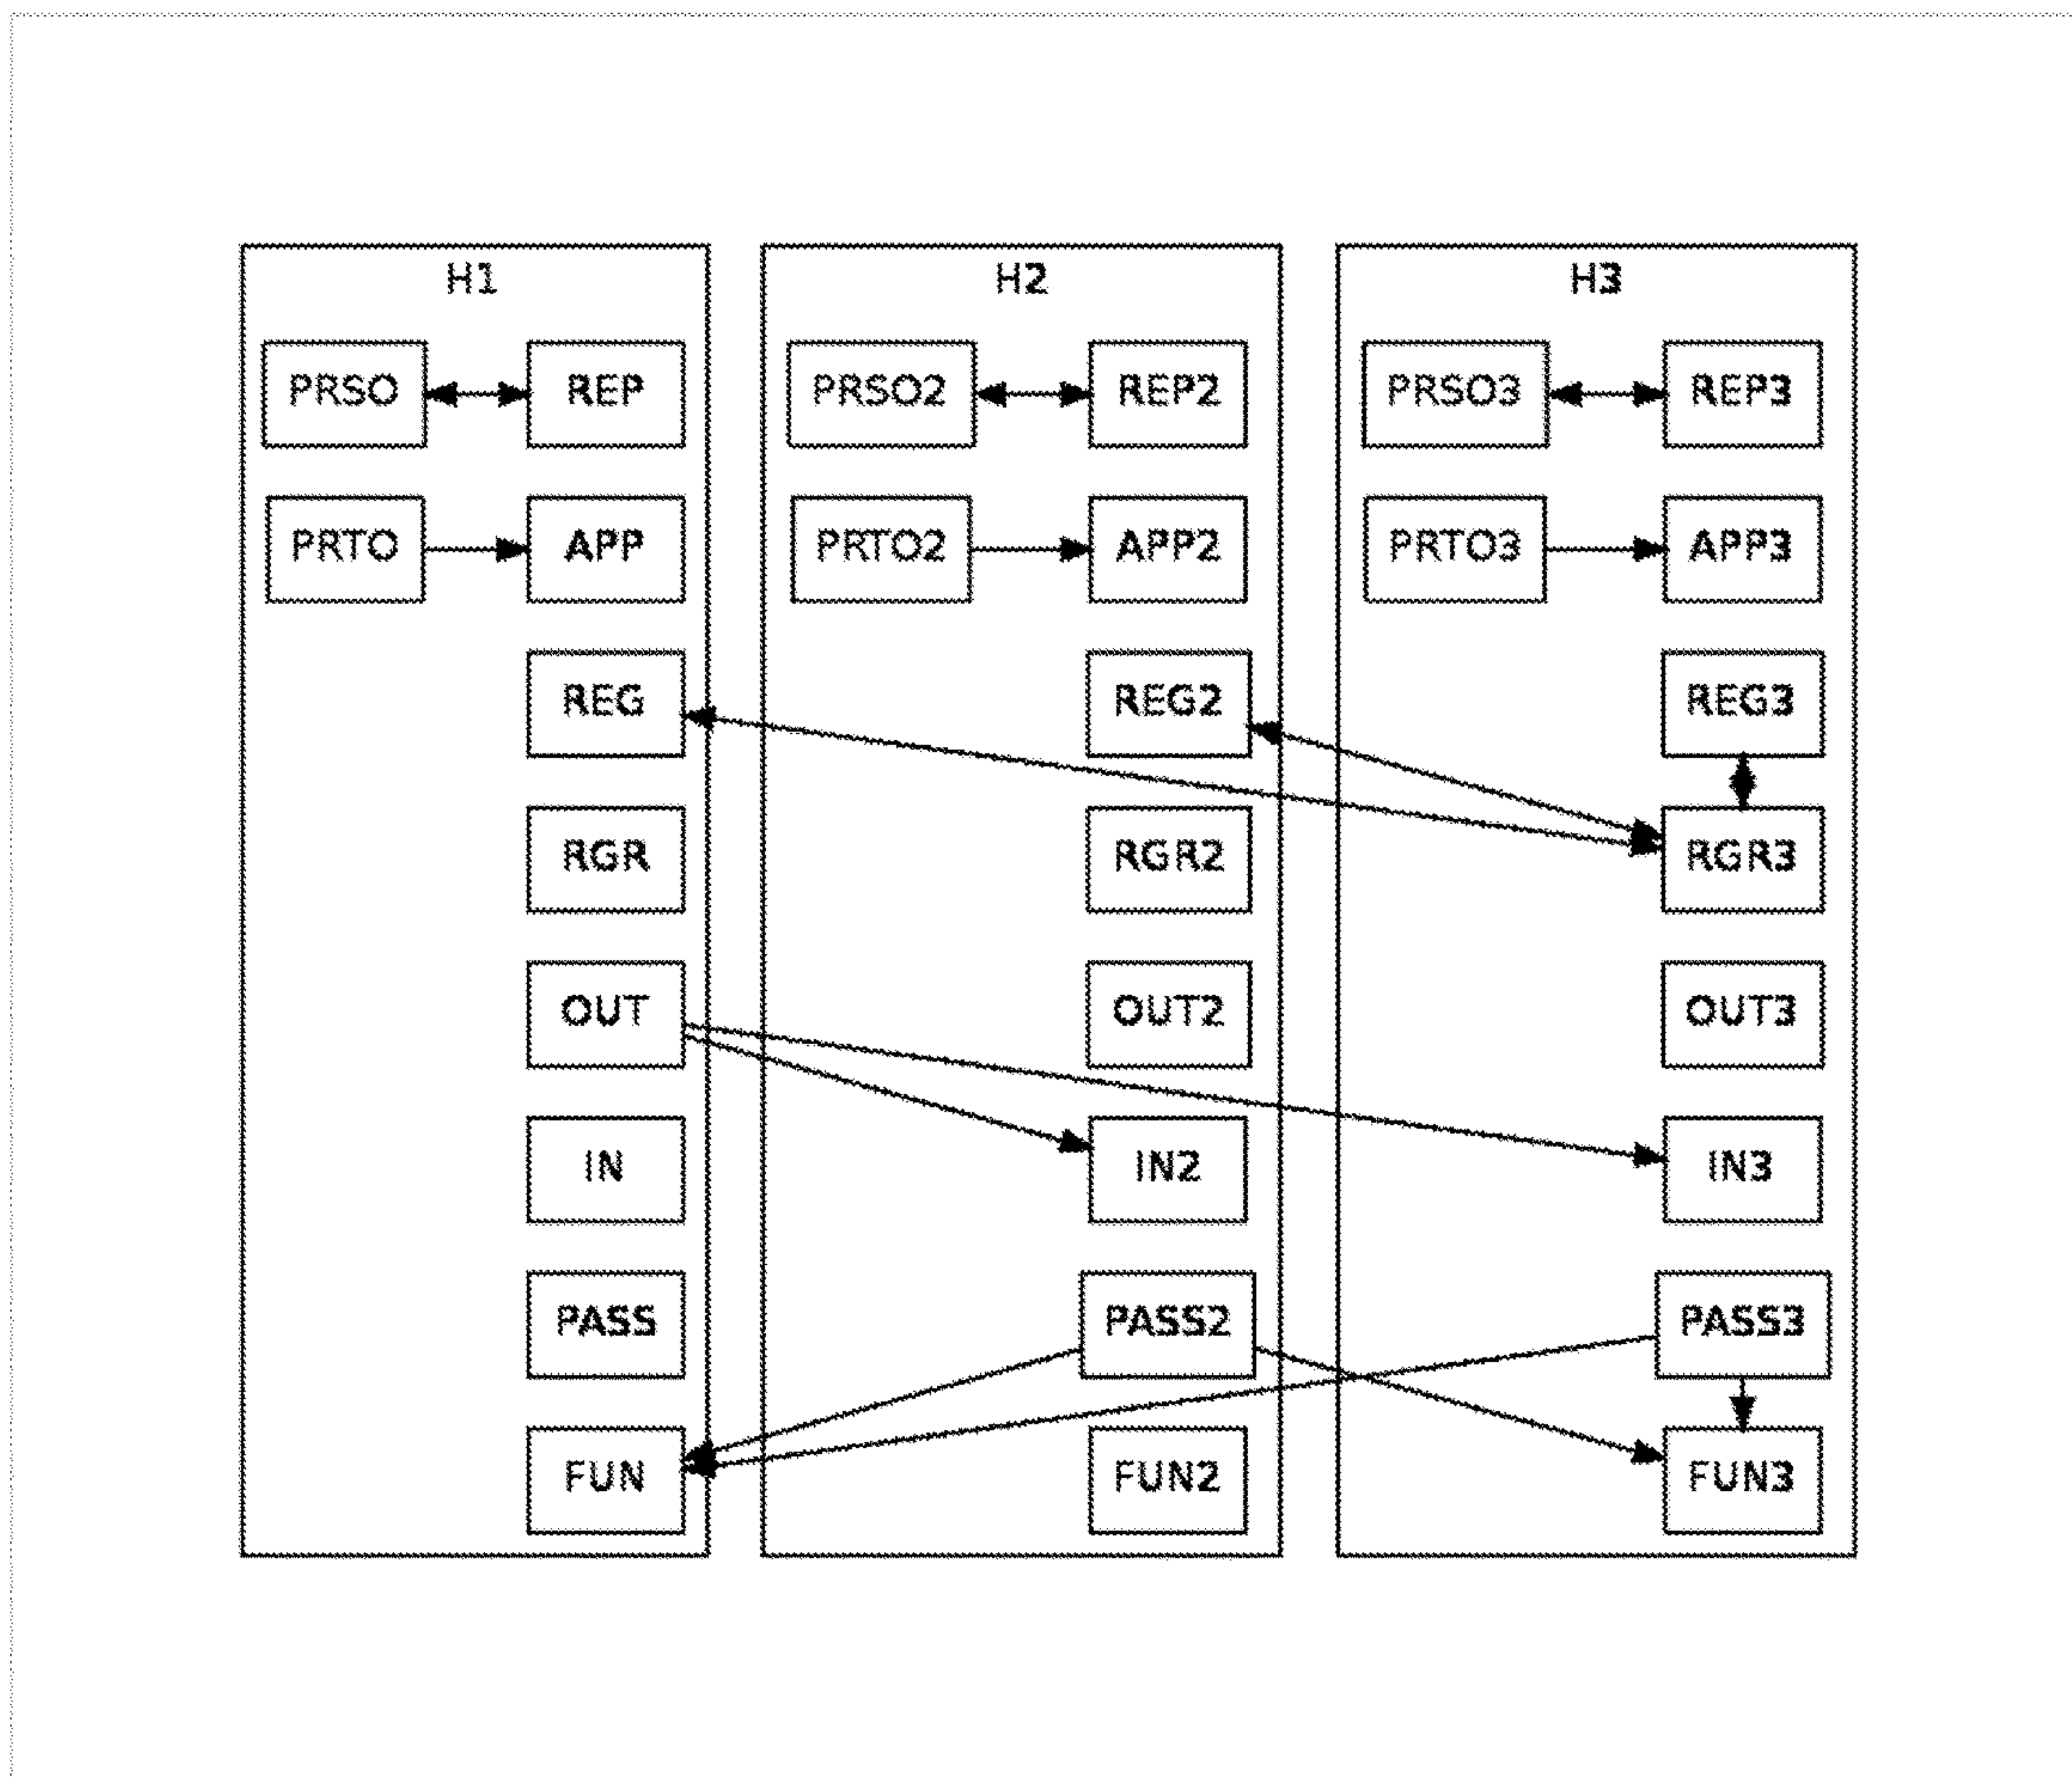 H1
PRSO REP
PRTO APP
REG
RGR
OUT
IN
PASS
FUN
H2
PRSO2 REP2
PRTO2 APP2
REG2
RGR2
OUT2
IN2
PASS2
FUN2
H3
PRSO3 REP3
PRTO3 APP3
REG3
RGR3
OUT3
IN3
PASS3
FUN3